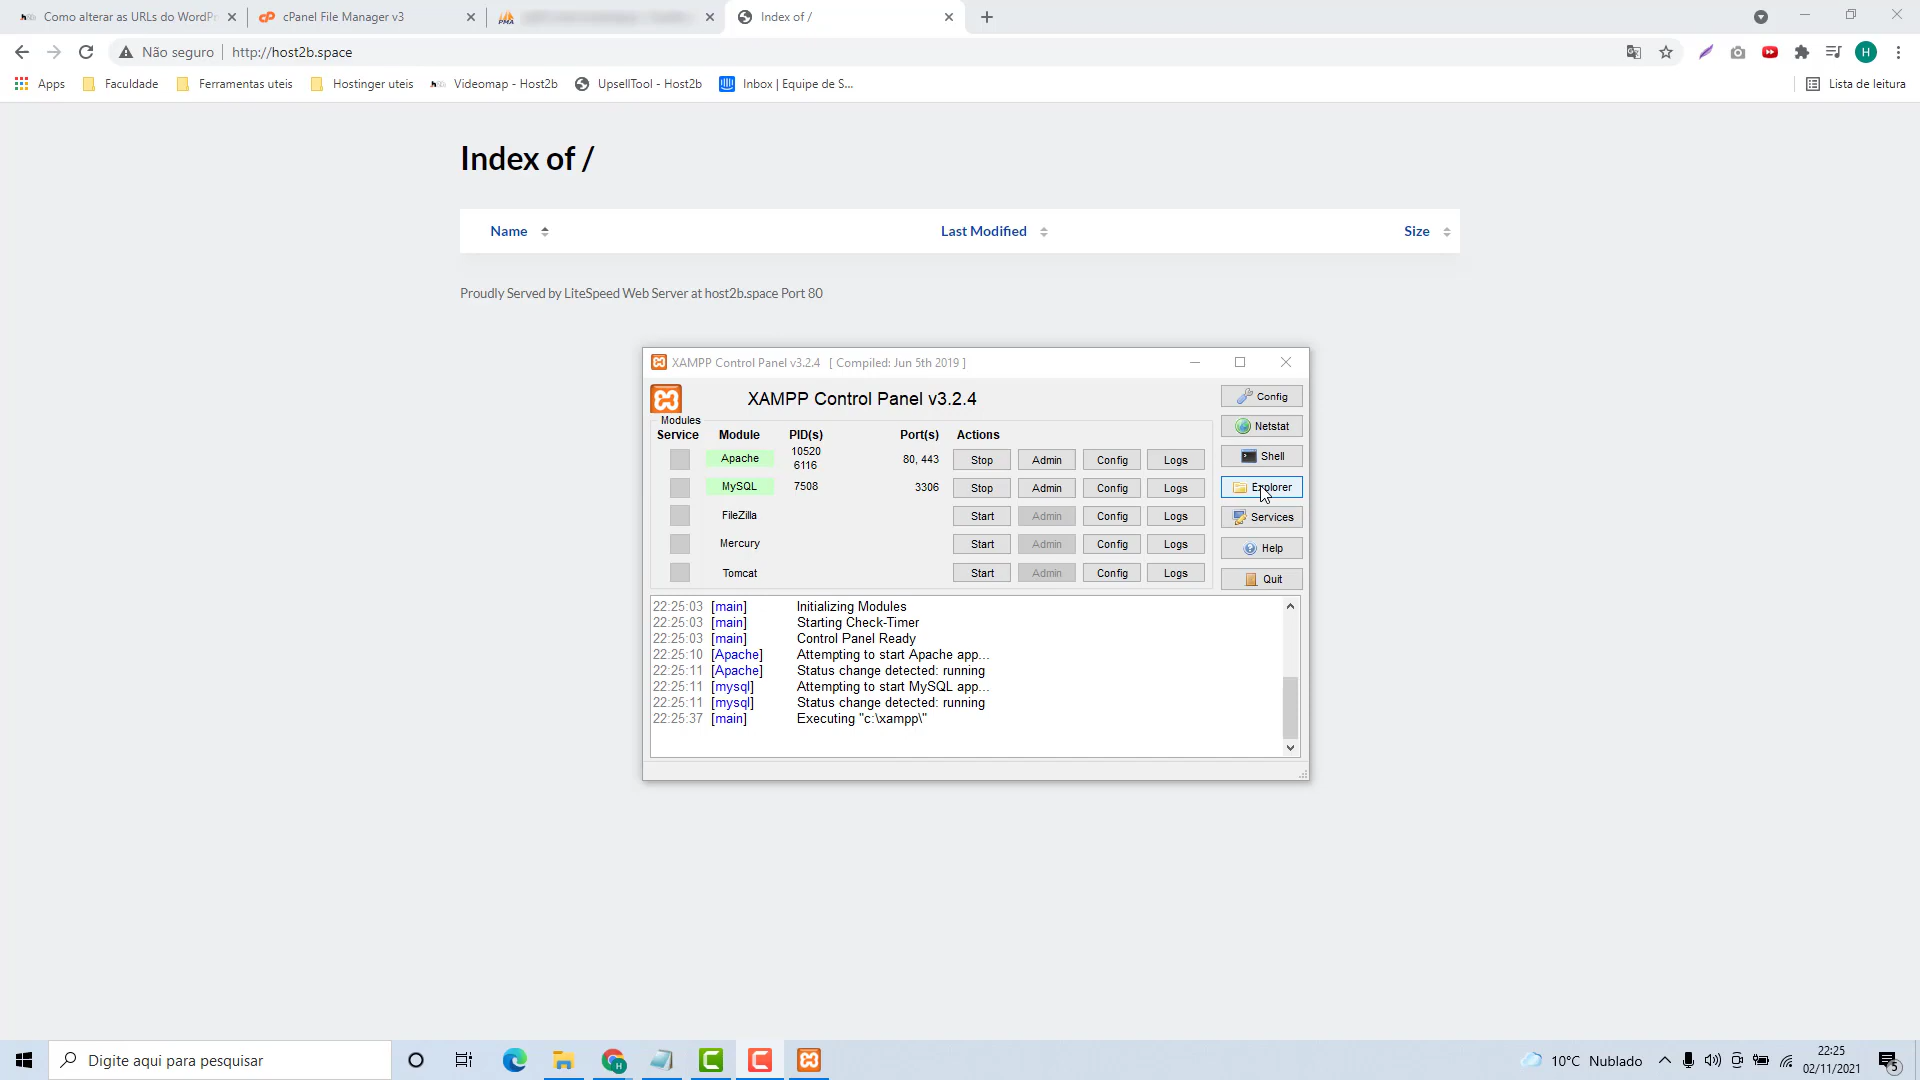 Como alterar as URLs do WordPr
cPanel File Manager v3
PMA
Index of /
Não seguro
http://host2b.space
H
Apps
Faculdade
Ferramentas uteis
Hostinger uteis
Videomap - Host2b
UpsellTool - Host2b
Inbox | Equipe de S...
Lista de leitura
Index of /
Name
Last Modified
Size
Proudly Served by LiteSpeed Web Server at host2b.space Port 80
XAMPP Control Panel v3.2.4 [ Compiled: Jun 5th 2019 ]
XAMPP Control Panel v3.2.4
Config
Modules
Service Module PID(s) Port(s) Actions
Netstat
Apache 10520 6116 80, 443 Stop Admin Config Logs
Shell
MySQL 7508 3306 Stop Admin Config Logs
Explorer
FileZilla Start Admin Config Logs
Services
Mercury Start Admin Config Logs
Help
Tomcat Start Admin Config Logs
Quit
22:25:03 [main] Initializing Modules
22:25:03 [main] Starting Check-Timer
22:25:03 [main] Control Panel Ready
22:25:10 [Apache] Attempting to start Apache app...
22:25:11 [Apache] Status change detected: running
22:25:11 [mysql] Attempting to start MySQL app...
22:25:11 [mysql] Status change detected: running
22:25:37 [main] Executing "c:\xampp\"
Digite aqui para pesquisar
10°C Nublado
22:25
02/11/2021
5